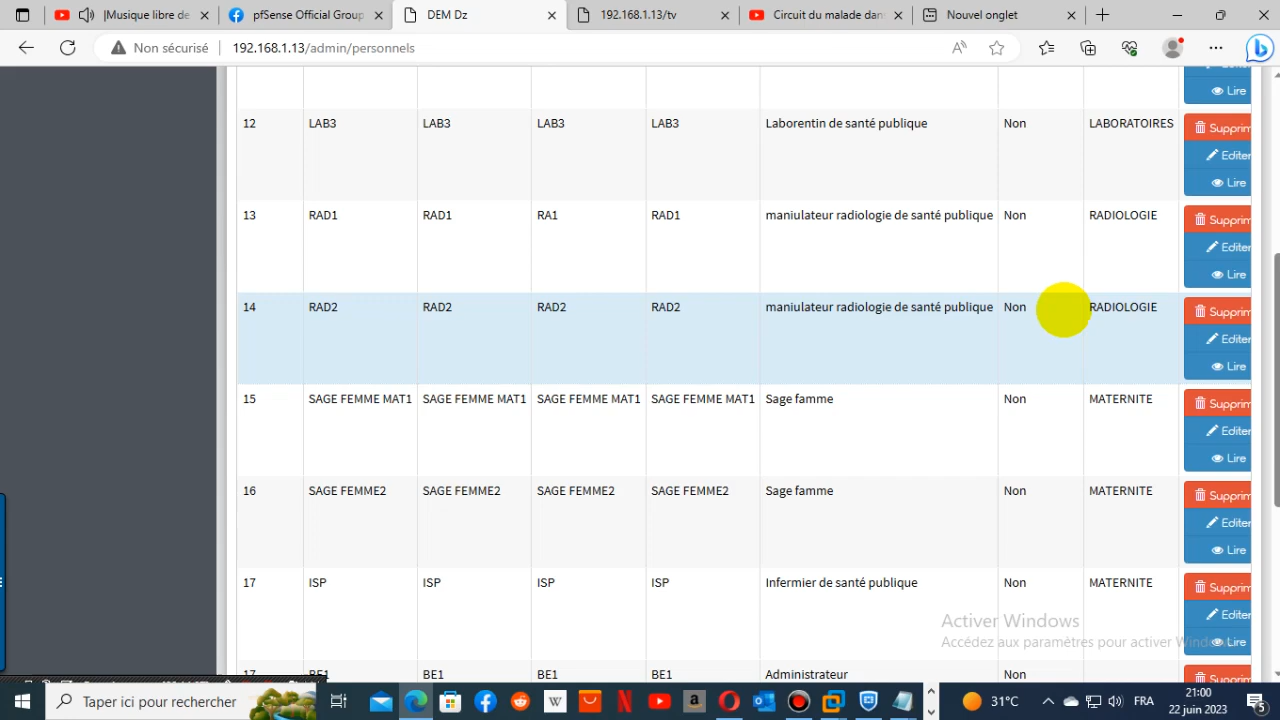 |Musique libre de
pfSense Official Group
DEM Dz
192.168.1.13/tv
Circuit du malade dans
Nouvel onglet
Non sécurisé
192.168.1.13/admin/personnels
Lire
12 LAB3 LAB3 LAB3 LAB3 Laborentin de santé publique Non LABORATOIRES Supprim
Editer
Lire
13 RAD1 RAD1 RA1 RAD1 maniulateur radiologie de santé publique Non RADIOLOGIE Supprim
Editer
Lire
14 RAD2 RAD2 RAD2 RAD2 maniulateur radiologie de santé publique Non RADIOLOGIE Supprim
Editer
Lire
15 SAGE FEMME MAT1 SAGE FEMME MAT1 SAGE FEMME MAT1 SAGE FEMME MAT1 Sage famme Non MATERNITE Supprim
Editer
Lire
16 SAGE FEMME2 SAGE FEMME2 SAGE FEMME2 SAGE FEMME2 Sage famme Non MATERNITE Supprim
Editer
Lire
17 ISP ISP ISP ISP Infermier de santé publique Non MATERNITE Supprim
Editer
Lire
Activer Windows
Accédez aux paramètres pour activer Windows.
17 BE1 BE1 BE1 BE1 Administrateur Non
Taper ici pour rechercher
31°C
FRA
21:00
22 juin 2023
5